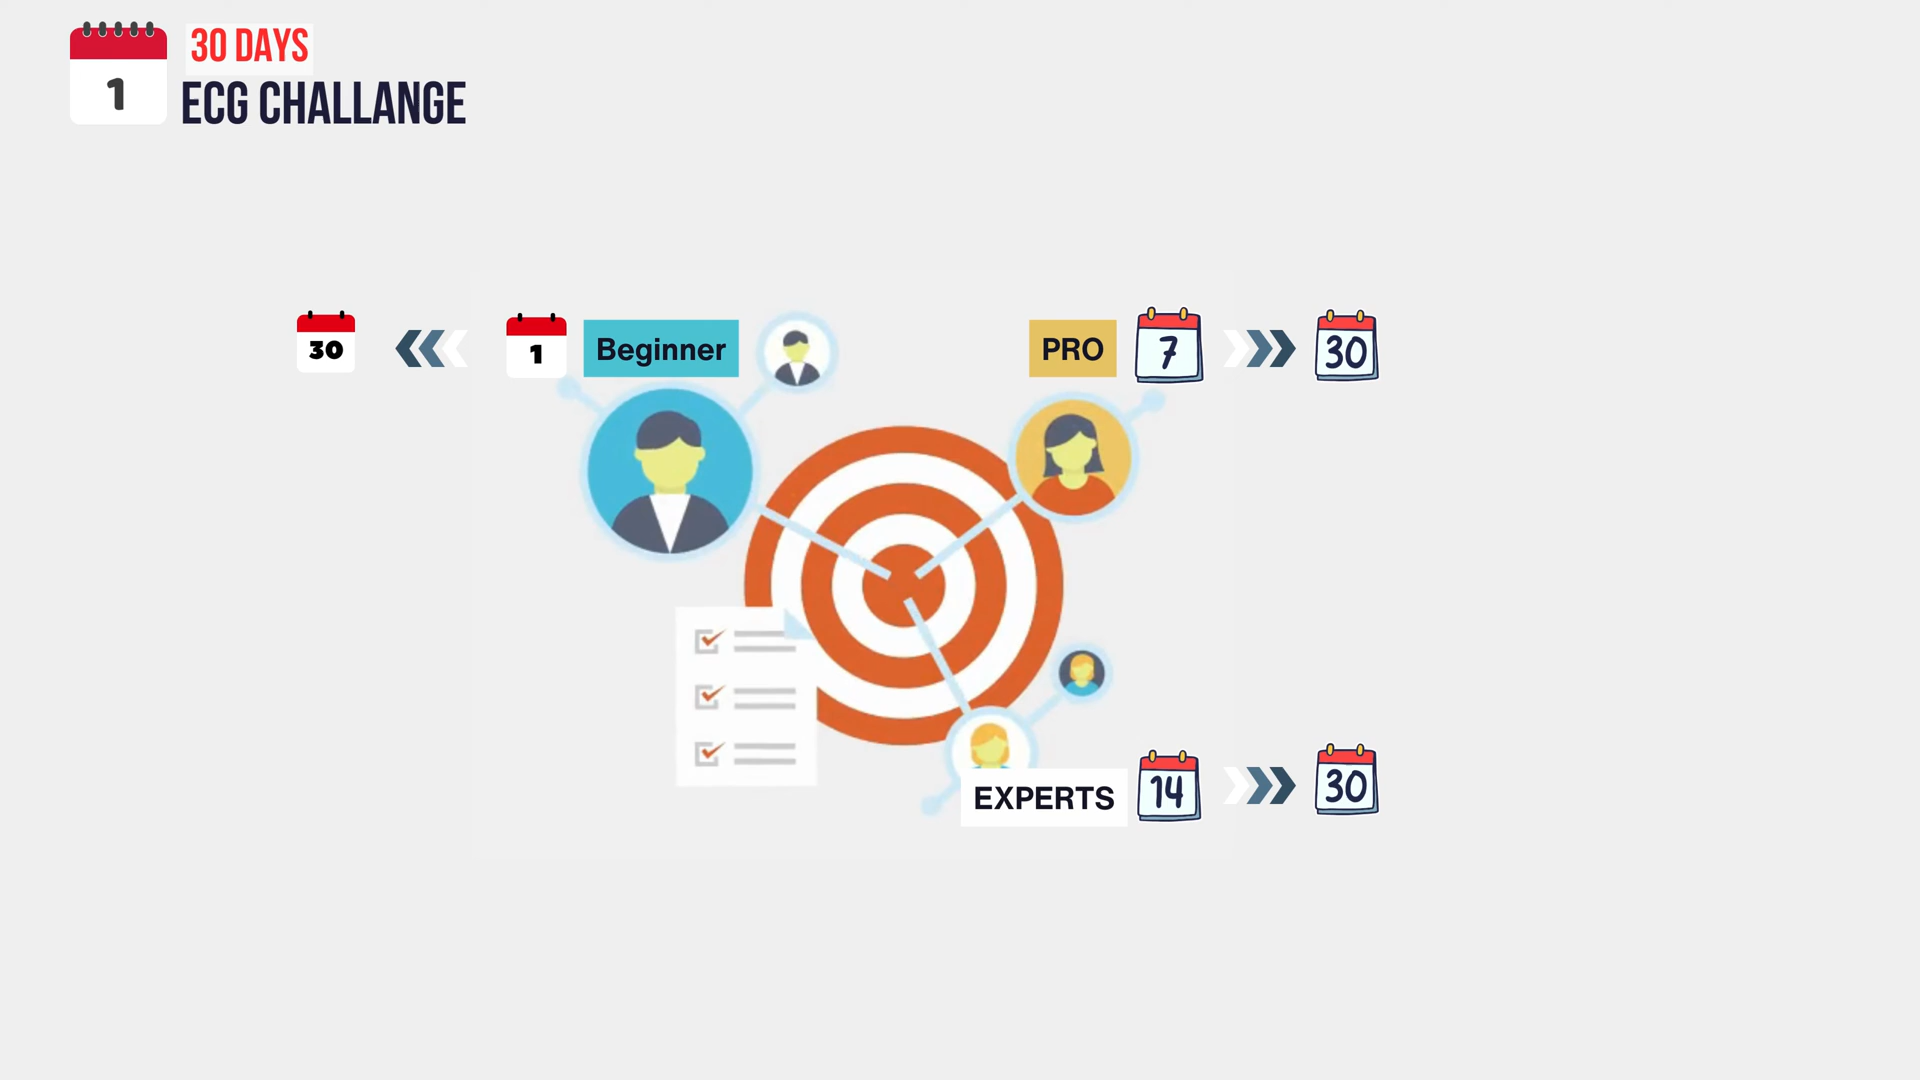 1
30 DAYS
ECG CHALLANGE
30
1
Beginner
PRO
7
30
EXPERTS
14
30